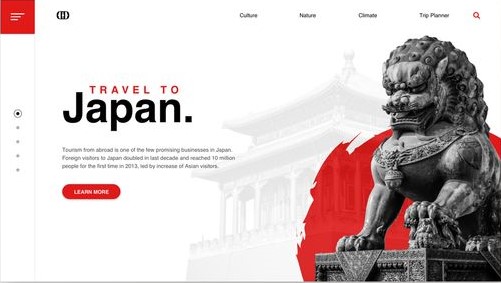 Culture
Nature
Climate
Trip Planner
TRAVEL TO
Japan.
Tourism from abroad is one of the few promising businesses in Japan.
Foreign visitors to Japan doubled in last decade and reached 10 million
people for the first time in 2013, led by increase of Asian visitors.
LEARN MORE